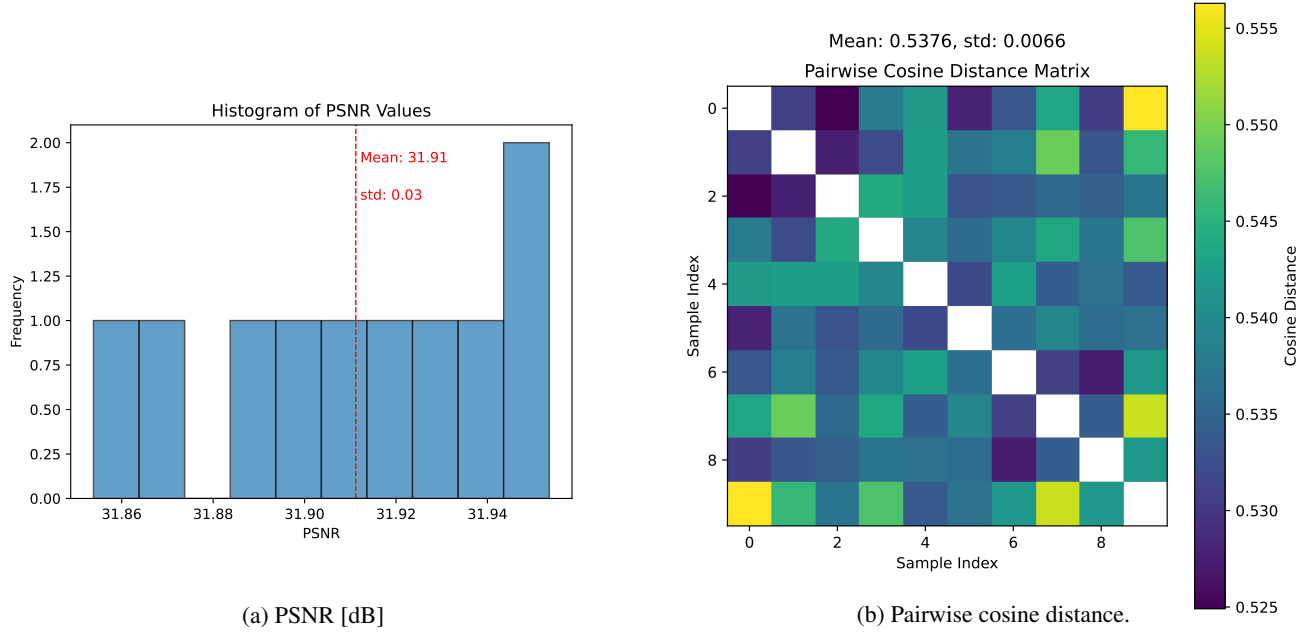 Histogram of PSNR Values
Mean: 31.91
std: 0.03
Frequency
2.00
1.75
1.50
1.25
1.00
0.75
0.50
0.25
0.00
31.86 31.88 31.90 31.92 31.94
PSNR
(a) PSNR [dB]
Mean: 0.5376, std: 0.0066
Pairwise Cosine Distance Matrix
Sample Index
0
2
4
6
8
0 2 4 6 8
Sample Index
0.555
0.550
0.545
0.540
0.535
0.530
0.525
Cosine Distance
(b) Pairwise cosine distance.